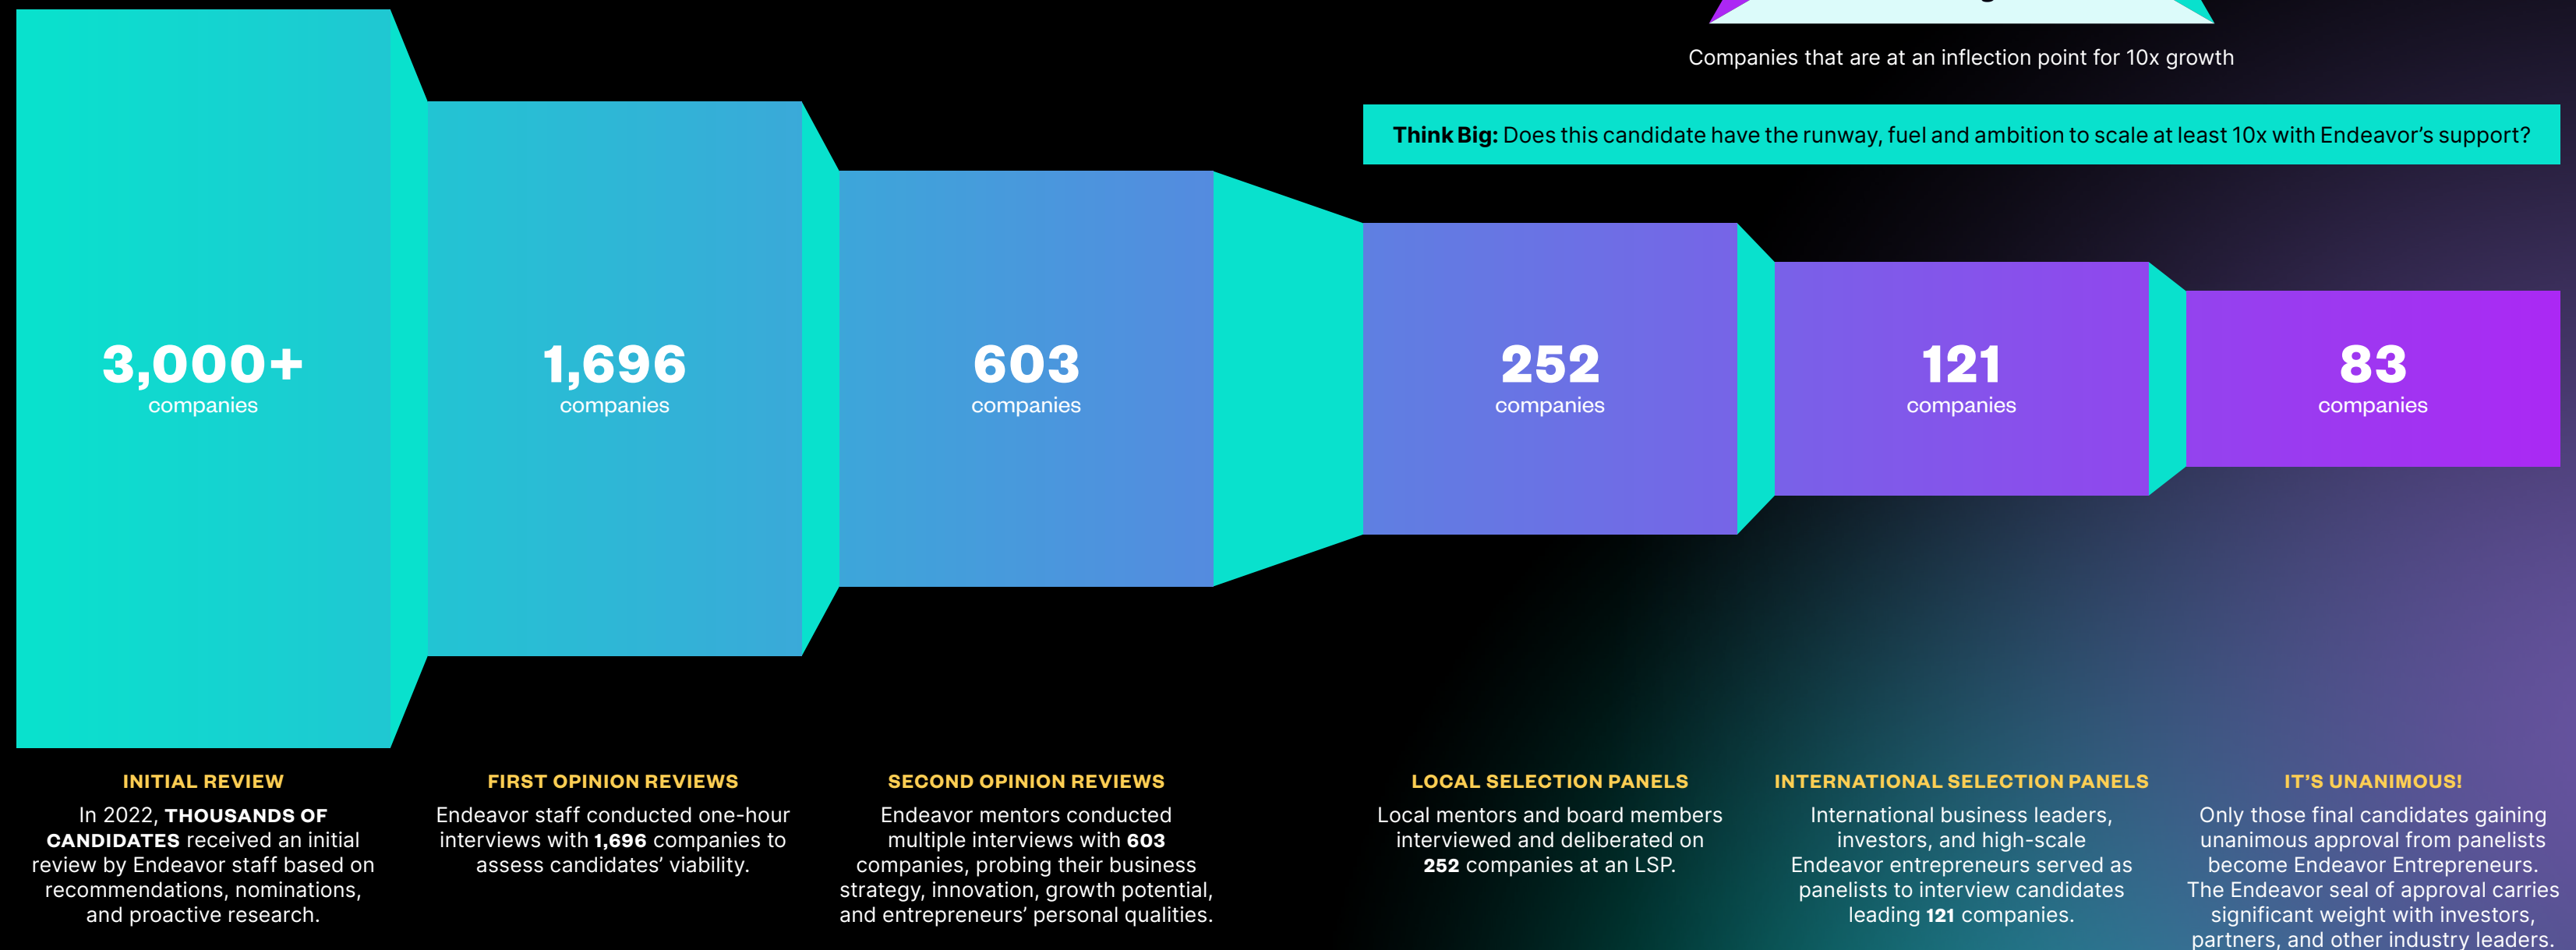 Companies that are at an inflection point for 10x growth
Think Big: Does this candidate have the runway, fuel and ambition to scale at least 10x with Endeavor’s support?
3,000+
companies
1,696
companies
603
companies
252
companies
121
companies
83
companies
INITIAL REVIEW
In 2022, THOUSANDS OF
CANDIDATES received an initial
review by Endeavor staff based on
recommendations, nominations,
and proactive research.
FIRST OPINION REVIEWS
Endeavor staff conducted one-hour
interviews with 1,696 companies to
assess candidates’ viability.
SECOND OPINION REVIEWS
Endeavor mentors conducted
multiple interviews with 603
companies, probing their business
strategy, innovation, growth potential,
and entrepreneurs’ personal qualities.
LOCAL SELECTION PANELS
Local mentors and board members
interviewed and deliberated on
252 companies at an LSP.
INTERNATIONAL SELECTION PANELS
International business leaders,
investors, and high-scale
Endeavor entrepreneurs served as
panelists to interview candidates
leading 121 companies.
IT’S UNANIMOUS!
Only those final candidates gaining
unanimous approval from panelists
become Endeavor Entrepreneurs.
The Endeavor seal of approval carries
significant weight with investors,
partners, and other industry leaders.